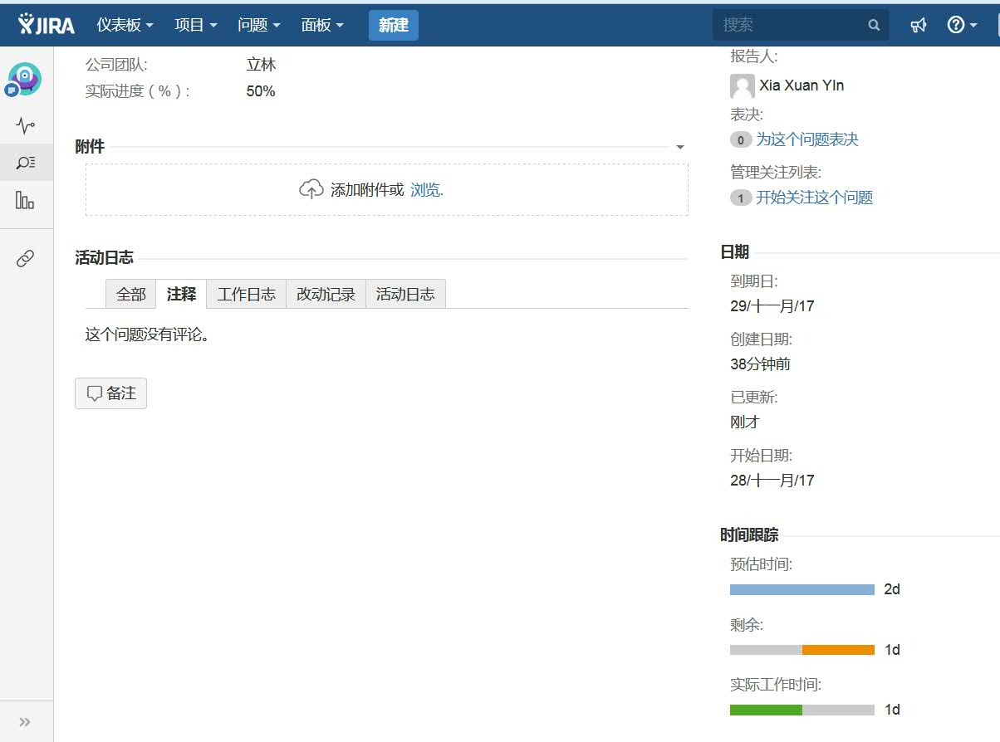 JIRA 仪表板 项目 问题 面板 新建 搜索
公司团队: 立林
实际进度（%）: 50%
附件
添加附件或 浏览.
活动日志
全部 注释 工作日志 改动记录 活动日志
这个问题没有评论。
备注
报告人:
Xia Xuan YIn
表决:
0 为这个问题表决
管理关注列表:
1 开始关注这个问题
日期
到期日:
29/十一月/17
创建日期:
38分钟前
已更新:
刚才
开始日期:
28/十一月/17
时间跟踪
预估时间:
2d
剩余:
1d
实际工作时间:
1d